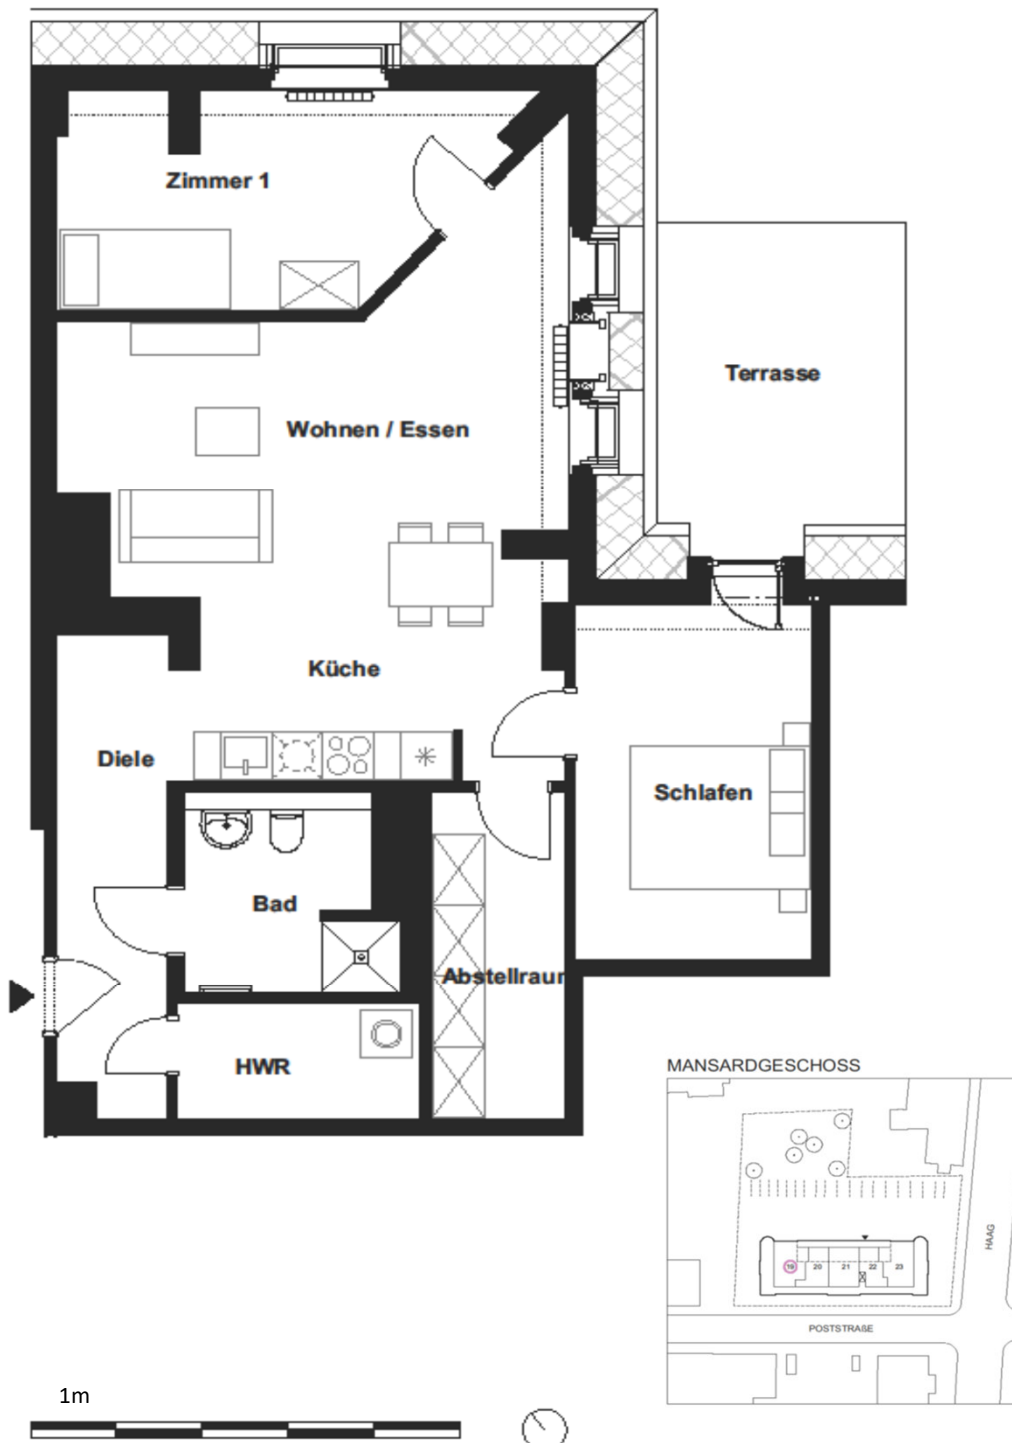 Zimmer 1
Terrasse
Wohnen / Essen
Küche
Diele
Schlafen
Bad
Abstellraur
HWR
MANSARDGESCHOSS
HAAG
19 20 21 22 23
POSTSTRAßE
1m